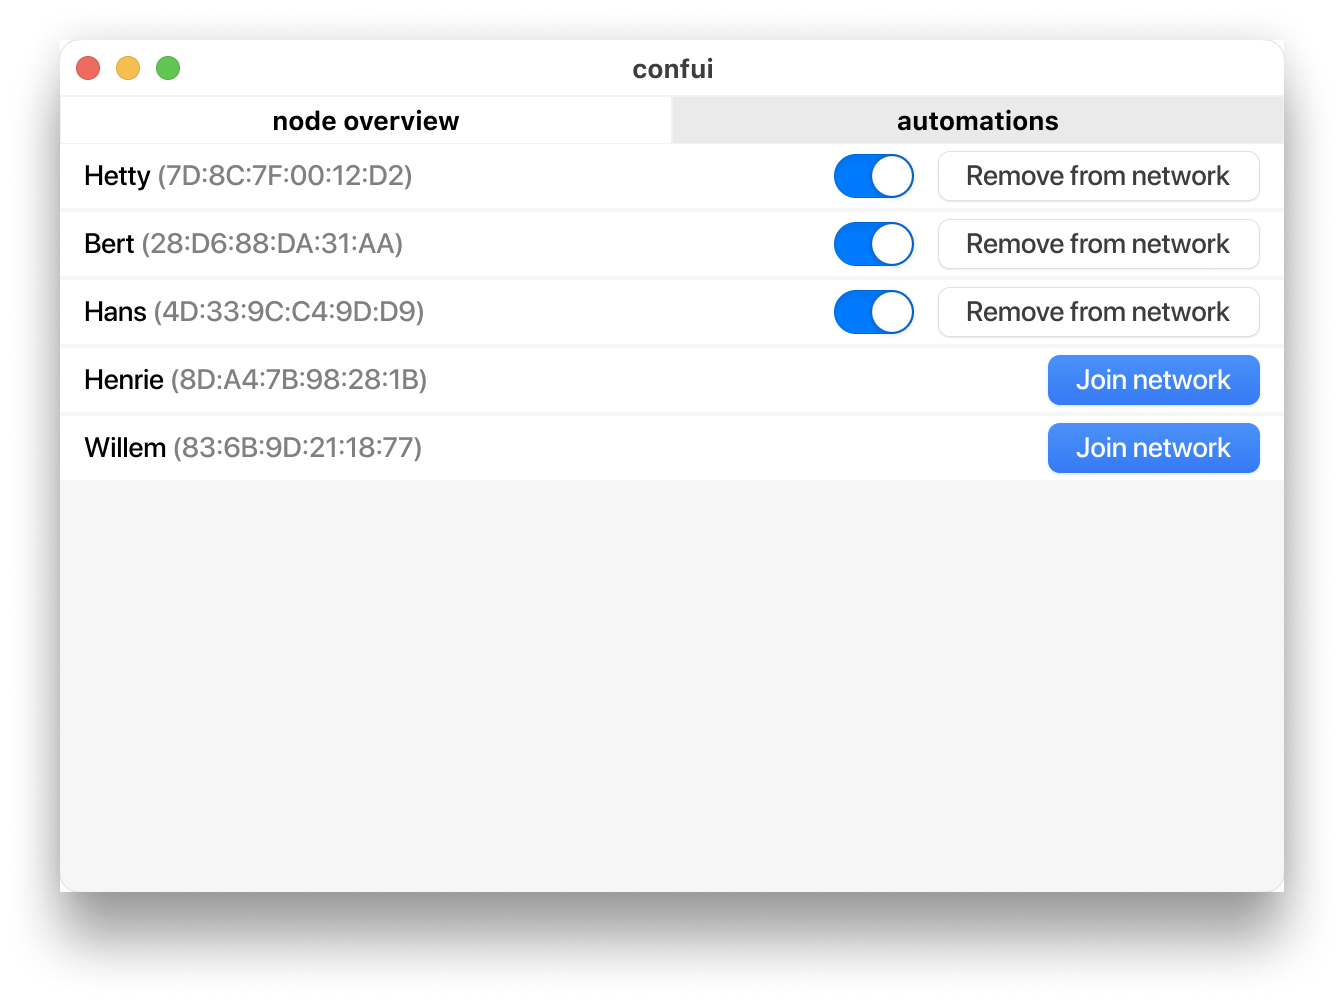 confui
node overview automations
Hetty (7D:8C:7F:00:12:D2) Remove from network
Bert (28:D6:88:DA:31:AA) Remove from network
Hans (4D:33:9C:C4:9D:D9) Remove from network
Henrie (8D:A4:7B:98:28:1B) Join network
Willem (83:6B:9D:21:18:77) Join network